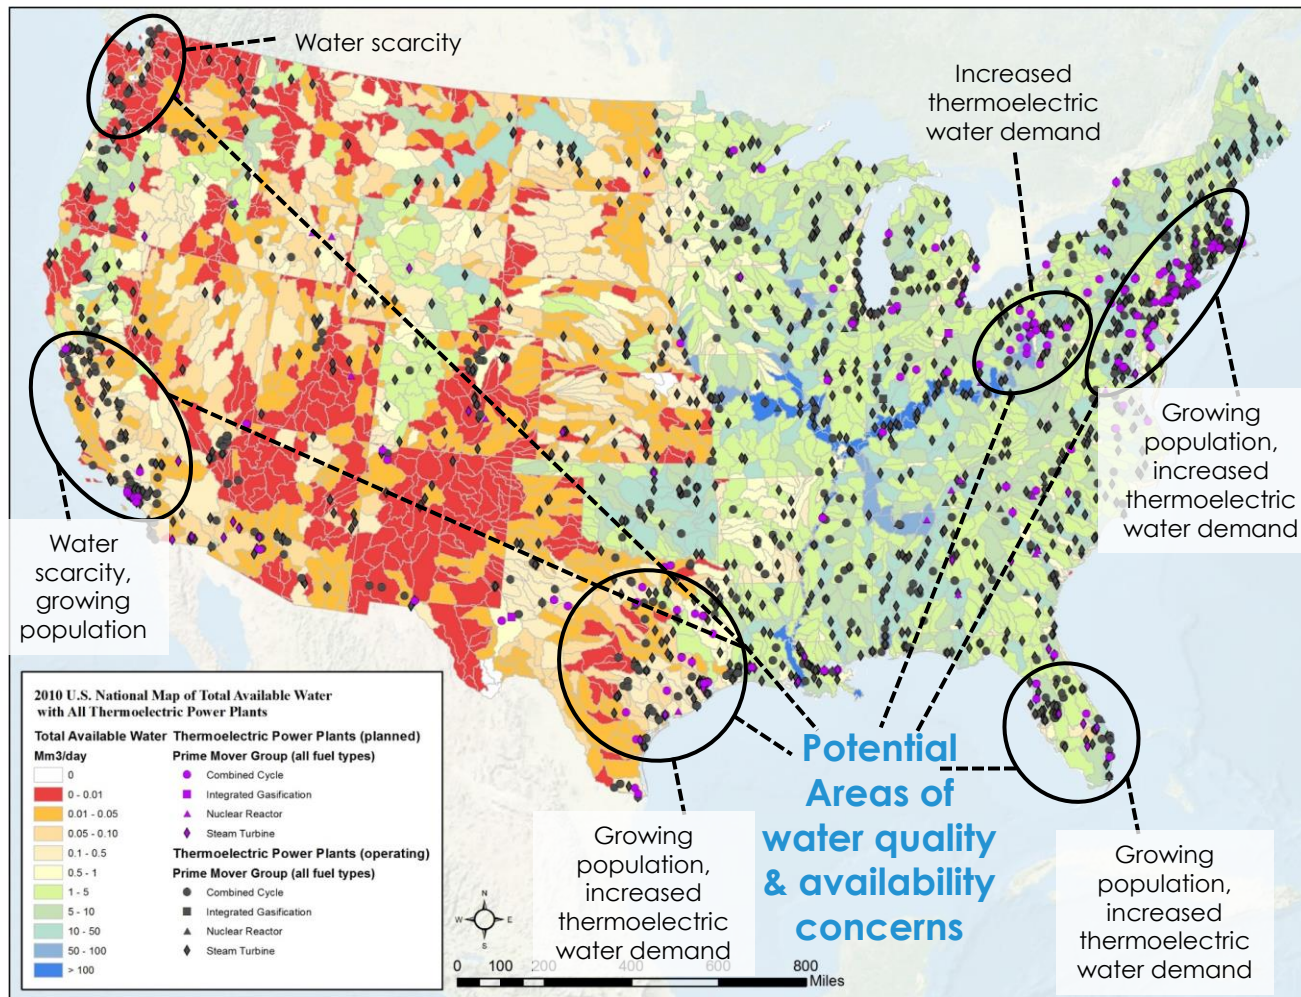 Water scarcity
Increased
thermoelectric
water demand
Growing
population,
increased
thermoelectric
water demand
Water
scarcity,
growing
population
Potential
Areas of
water quality
& availability
concerns
Growing
population,
increased
thermoelectric
water demand
Growing
population,
increased
thermoelectric
water demand
2010 U.S. National Map of Total Available Water
with All Thermoelectric Power Plants
Total Available Water
Mm3/day
0
0 - 0.01
0.01 - 0.05
0.05 - 0.10
0.1 - 0.5
0.5 - 1
1 - 5
5 - 10
10 - 50
50 - 100
> 100
Thermoelectric Power Plants (planned)
Prime Mover Group (all fuel types)
Combined Cycle
Integrated Gasification
Nuclear Reactor
Steam Turbine
Thermoelectric Power Plants (operating)
Prime Mover Group (all fuel types)
Combined Cycle
Integrated Gasification
Nuclear Reactor
Steam Turbine
N
W E
S
0 100 200 400 600 800
Miles